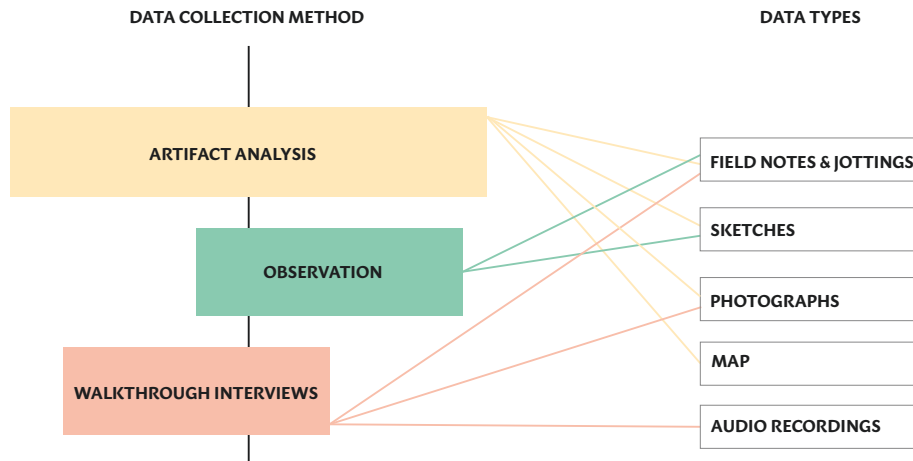 DATA COLLECTION METHOD
DATA TYPES
ARTIFACT ANALYSIS
FIELD NOTES & JOTTINGS
SKETCHES
OBSERVATION
PHOTOGRAPHS
MAP
WALKTHROUGH INTERVIEWS
AUDIO RECORDINGS